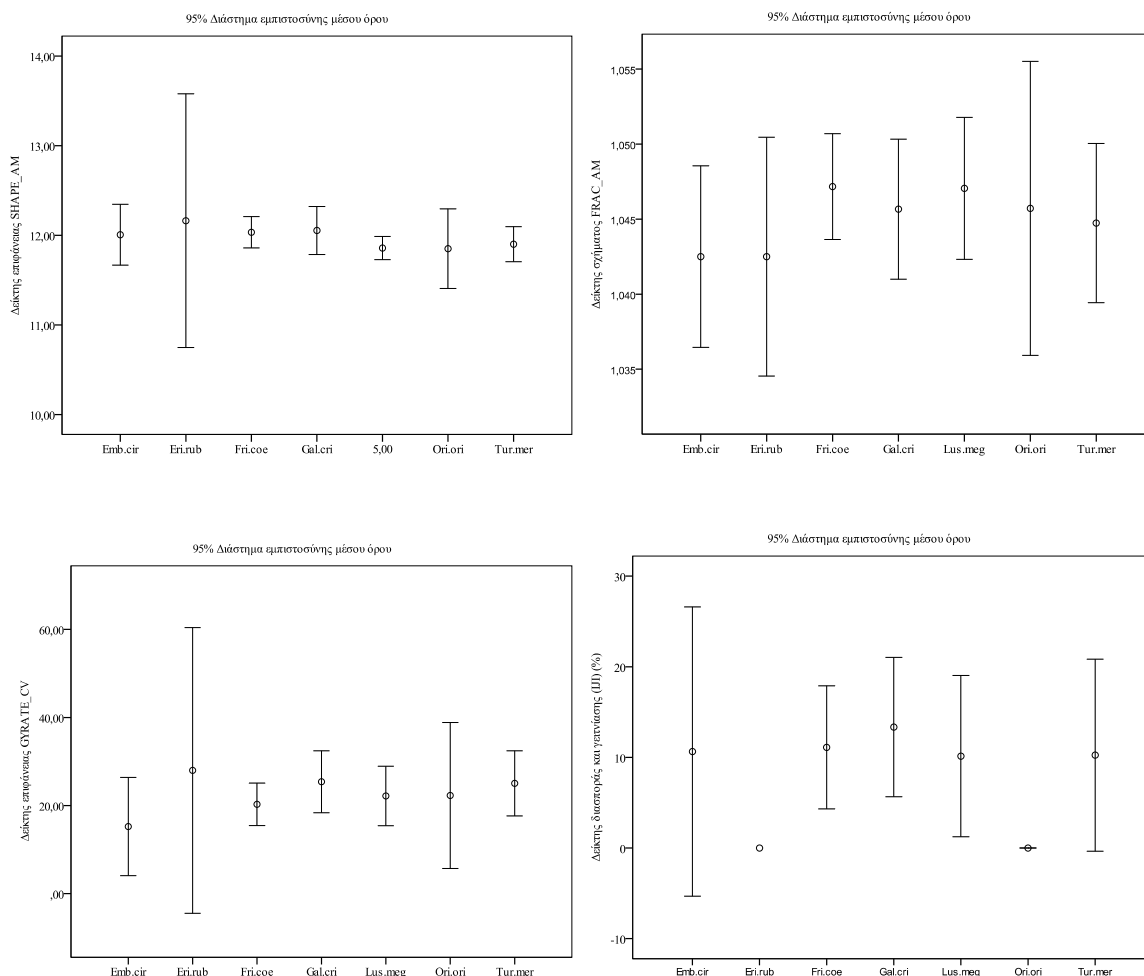 95% Διάστημα εμπιστοσύνης μέσου όρου
Δείκτης επιφάνειας SHAPE_AM
14,00
13,00
12,00
11,00
10,00
Emb.cir Eri.rub Fri.coe Gal.cri 5,00 Ori.ori Tur.mer
95% Διάστημα εμπιστοσύνης μέσου όρου
Δείκτης σχήματος FRAC_AM
1,055
1,050
1,045
1,040
1,035
Emb.cir Eri.rub Fri.coe Gal.cri Lus.meg Ori.ori Tur.mer
95% Διάστημα εμπιστοσύνης μέσου όρου
Δείκτης επιφάνειας GYRATE_CV
60,00
40,00
20,00
,00
Emb.cir Eri.rub Fri.coe Gal.cri Lus.meg Ori.ori Tur.mer
95% Διάστημα εμπιστοσύνης μέσου όρου
Δείκτης διασποράς και γειτνίασης (IJI) (%)
30
20
10
0
-10
Emb.cir Eri.rub Fri.coe Gal.cri Lus.meg Ori.ori Tur.mer